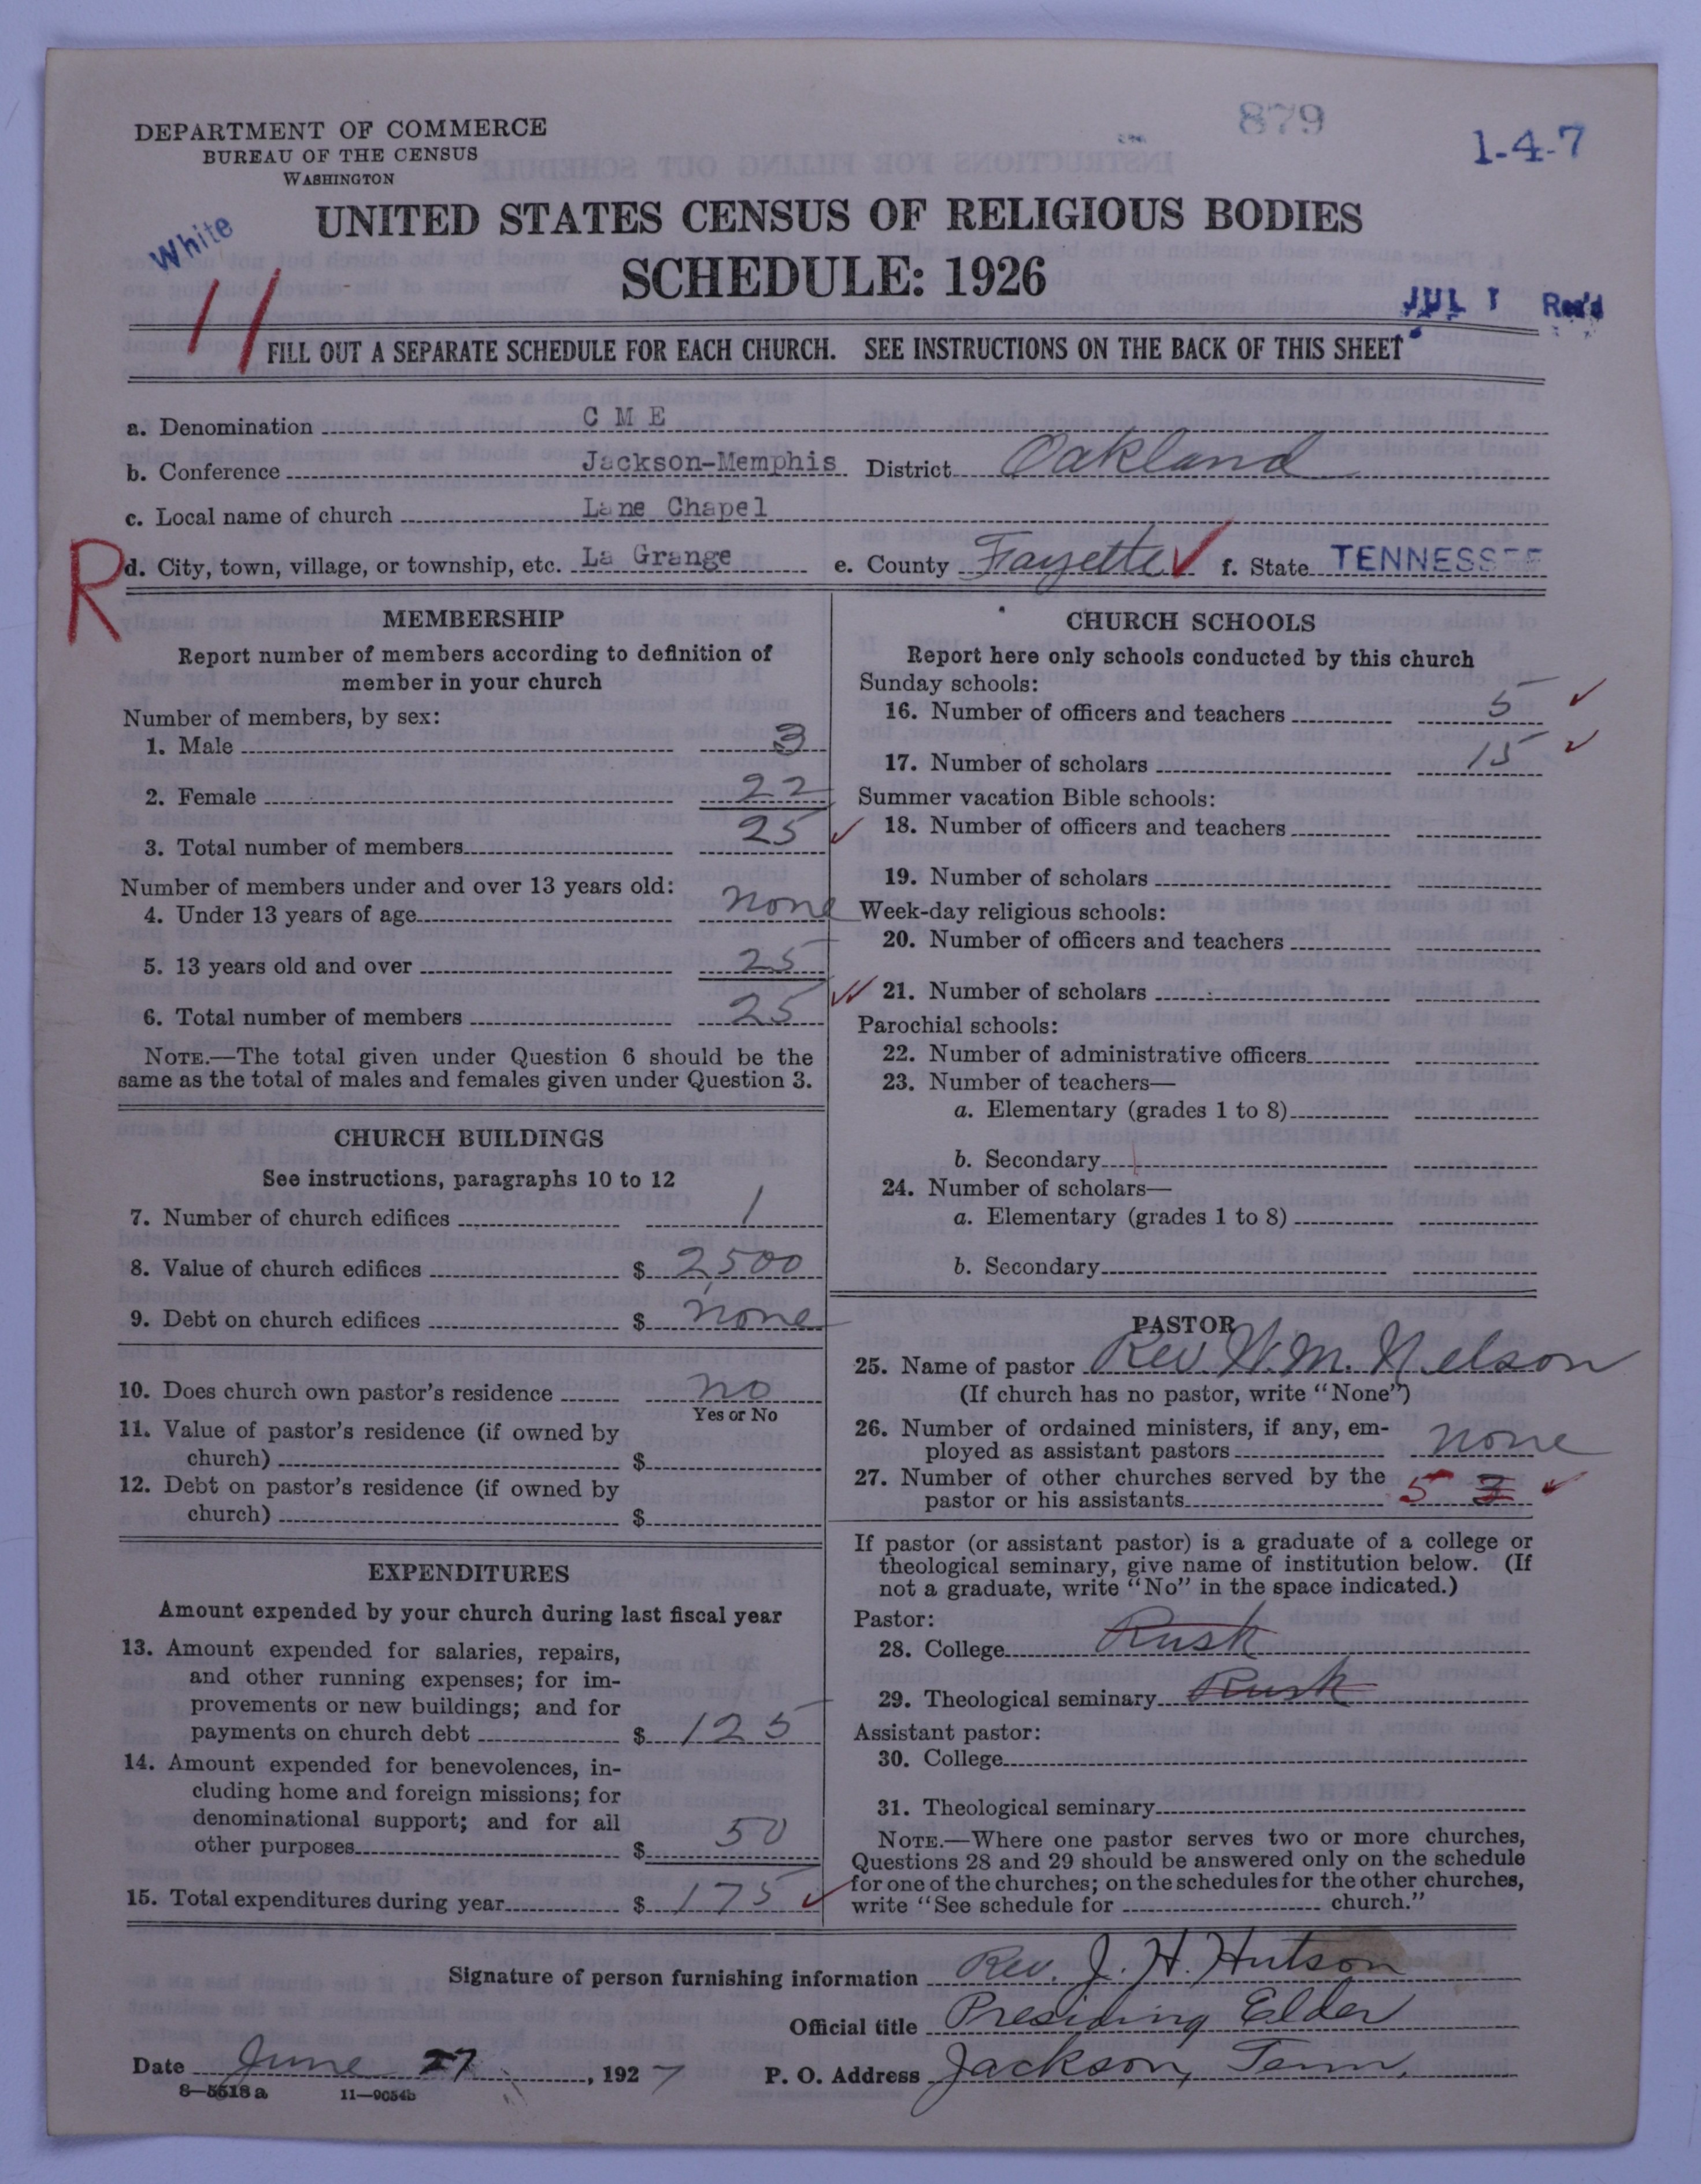 879
1-4-7
DEPARTMENT OF COMMERCE
BUREAU OF THE CENSUS
WASHINGTON
White
UNITED STATES CENSUS OF RELIGIOUS BODIES
SCHEDULE: 1926
11
JUL 1 Rec'd
FILL OUT A SEPARATE SCHEDULE FOR EACH CHURCH. SEE INSTRUCTIONS ON THE BACK OF THIS SHEET
a. Denomination C M E
b. Conference Jackson-Memphis District Oakland
c. Local name of church Lane Chapel
R
d. City, town, village, or township, etc. La Grange e. County Fayette ✓ f. State TENNESSEE
MEMBERSHIP
Report number of members according to definition of
member in your church
Number of members, by sex:
1. Male 3
2. Female 22
3. Total number of members 25 ✓
Number of members under and over 13 years old:
4. Under 13 years of age none
5. 13 years old and over 25
6. Total number of members 25 ✓✓
NOTE.—The total given under Question 6 should be the
same as the total of males and females given under Question 3.
CHURCH BUILDINGS
See instructions, paragraphs 10 to 12
7. Number of church edifices 1
8. Value of church edifices $ 2,500
9. Debt on church edifices $ none
10. Does church own pastor's residence no
Yes or No
11. Value of pastor's residence (if owned by
church) $
12. Debt on pastor's residence (if owned by
church) $
EXPENDITURES
Amount expended by your church during last fiscal year
13. Amount expended for salaries, repairs,
and other running expenses; for im-
provements or new buildings; and for
payments on church debt $ 125
14. Amount expended for benevolences, in-
cluding home and foreign missions; for
denominational support; and for all
other purposes $ 50
15. Total expenditures during year $ 175 ✓
CHURCH SCHOOLS
Report here only schools conducted by this church
Sunday schools:
16. Number of officers and teachers 5 ✓
17. Number of scholars 15 ✓
Summer vacation Bible schools:
18. Number of officers and teachers
19. Number of scholars
Week-day religious schools:
20. Number of officers and teachers
21. Number of scholars
Parochial schools:
22. Number of administrative officers
23. Number of teachers—
a. Elementary (grades 1 to 8)
b. Secondary
24. Number of scholars—
a. Elementary (grades 1 to 8)
b. Secondary
PASTOR
25. Name of pastor Rev W. M. Nelson
(If church has no pastor, write "None")
26. Number of ordained ministers, if any, em-
ployed as assistant pastors none
27. Number of other churches served by the
pastor or his assistants 5 3 ✓
If pastor (or assistant pastor) is a graduate of a college or
theological seminary, give name of institution below. (If
not a graduate, write "No" in the space indicated.)
Pastor:
28. College Rusk
29. Theological seminary Rusk
Assistant pastor:
30. College
31. Theological seminary
NOTE.—Where one pastor serves two or more churches,
Questions 28 and 29 should be answered only on the schedule
for one of the churches; on the schedules for the other churches,
write "See schedule for church."
Signature of person furnishing information Rev. J. H. Hutson
Official title Presiding Elder
Date June 27, 1927 P. O. Address Jackson, Tenn.
8—5518 a 11—9054b